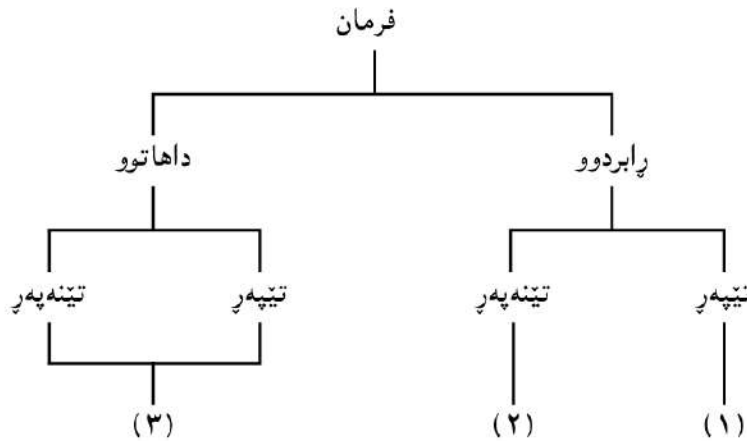 فرمان
ڕابردوو داهاتوو
تێپەڕ تێنەپەڕ تێپەڕ تێنەپەڕ
(١) (٢) (٣)